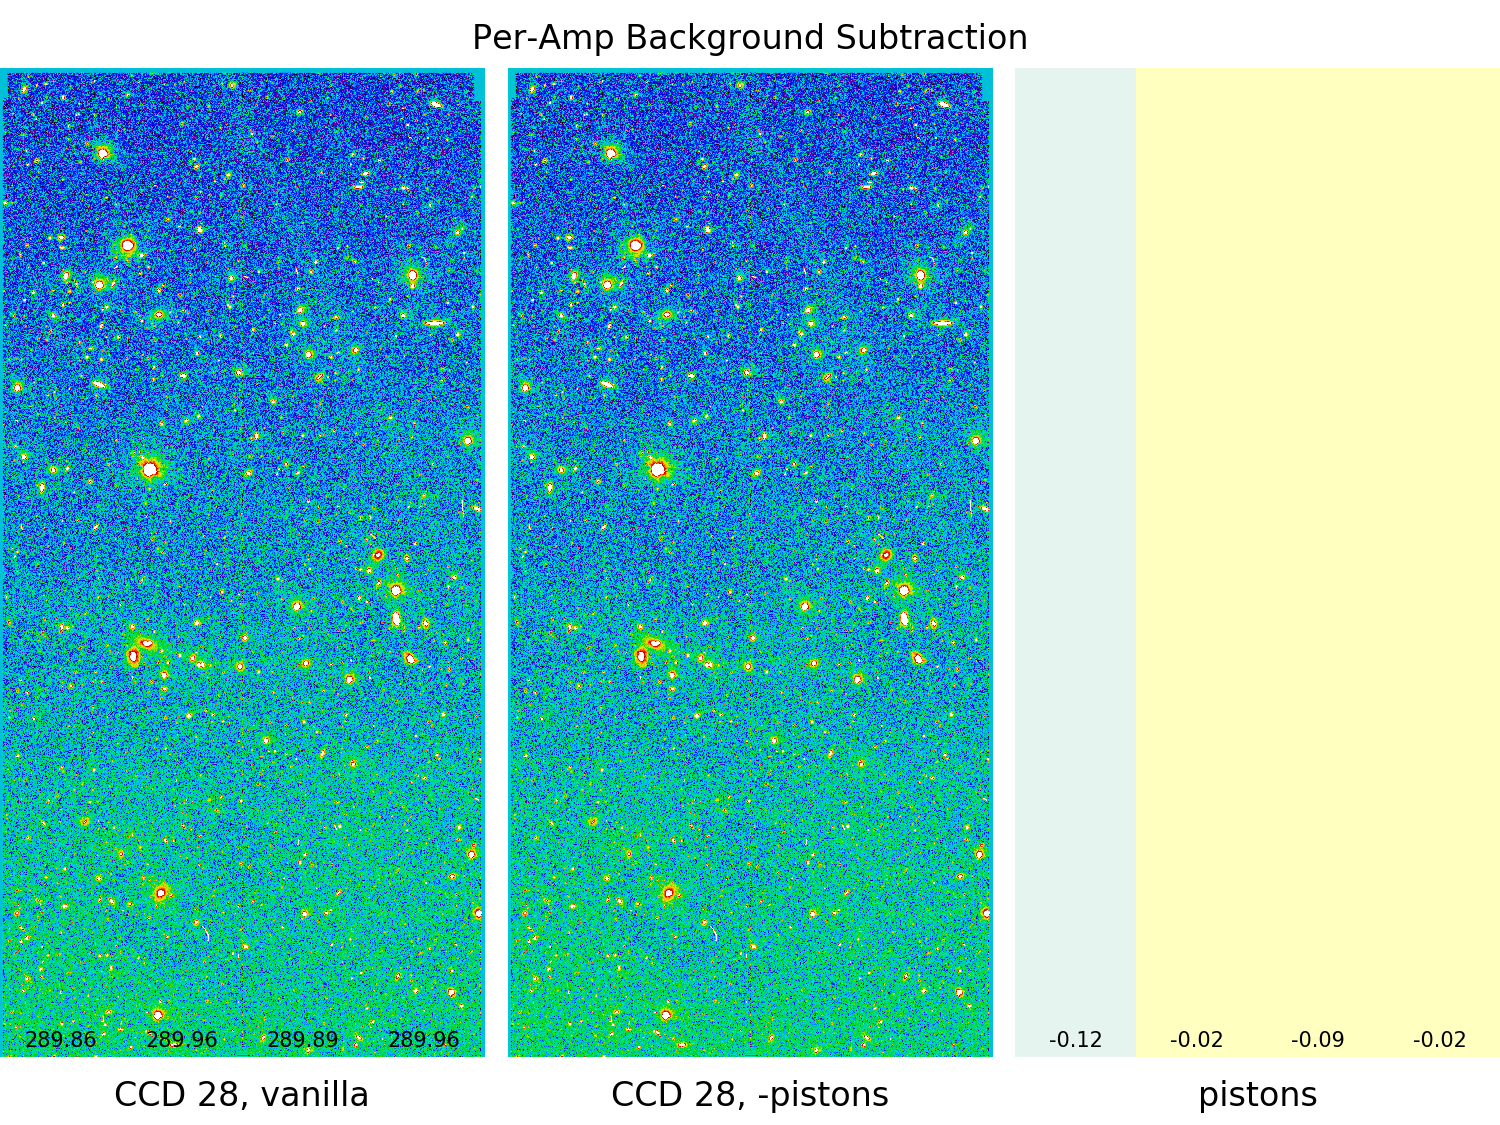 Per-Amp Background Subtraction
289.86 289.96 289.89 289.96
-0.12 -0.02 -0.09 -0.02
CCD 28, vanilla
CCD 28, -pistons
pistons